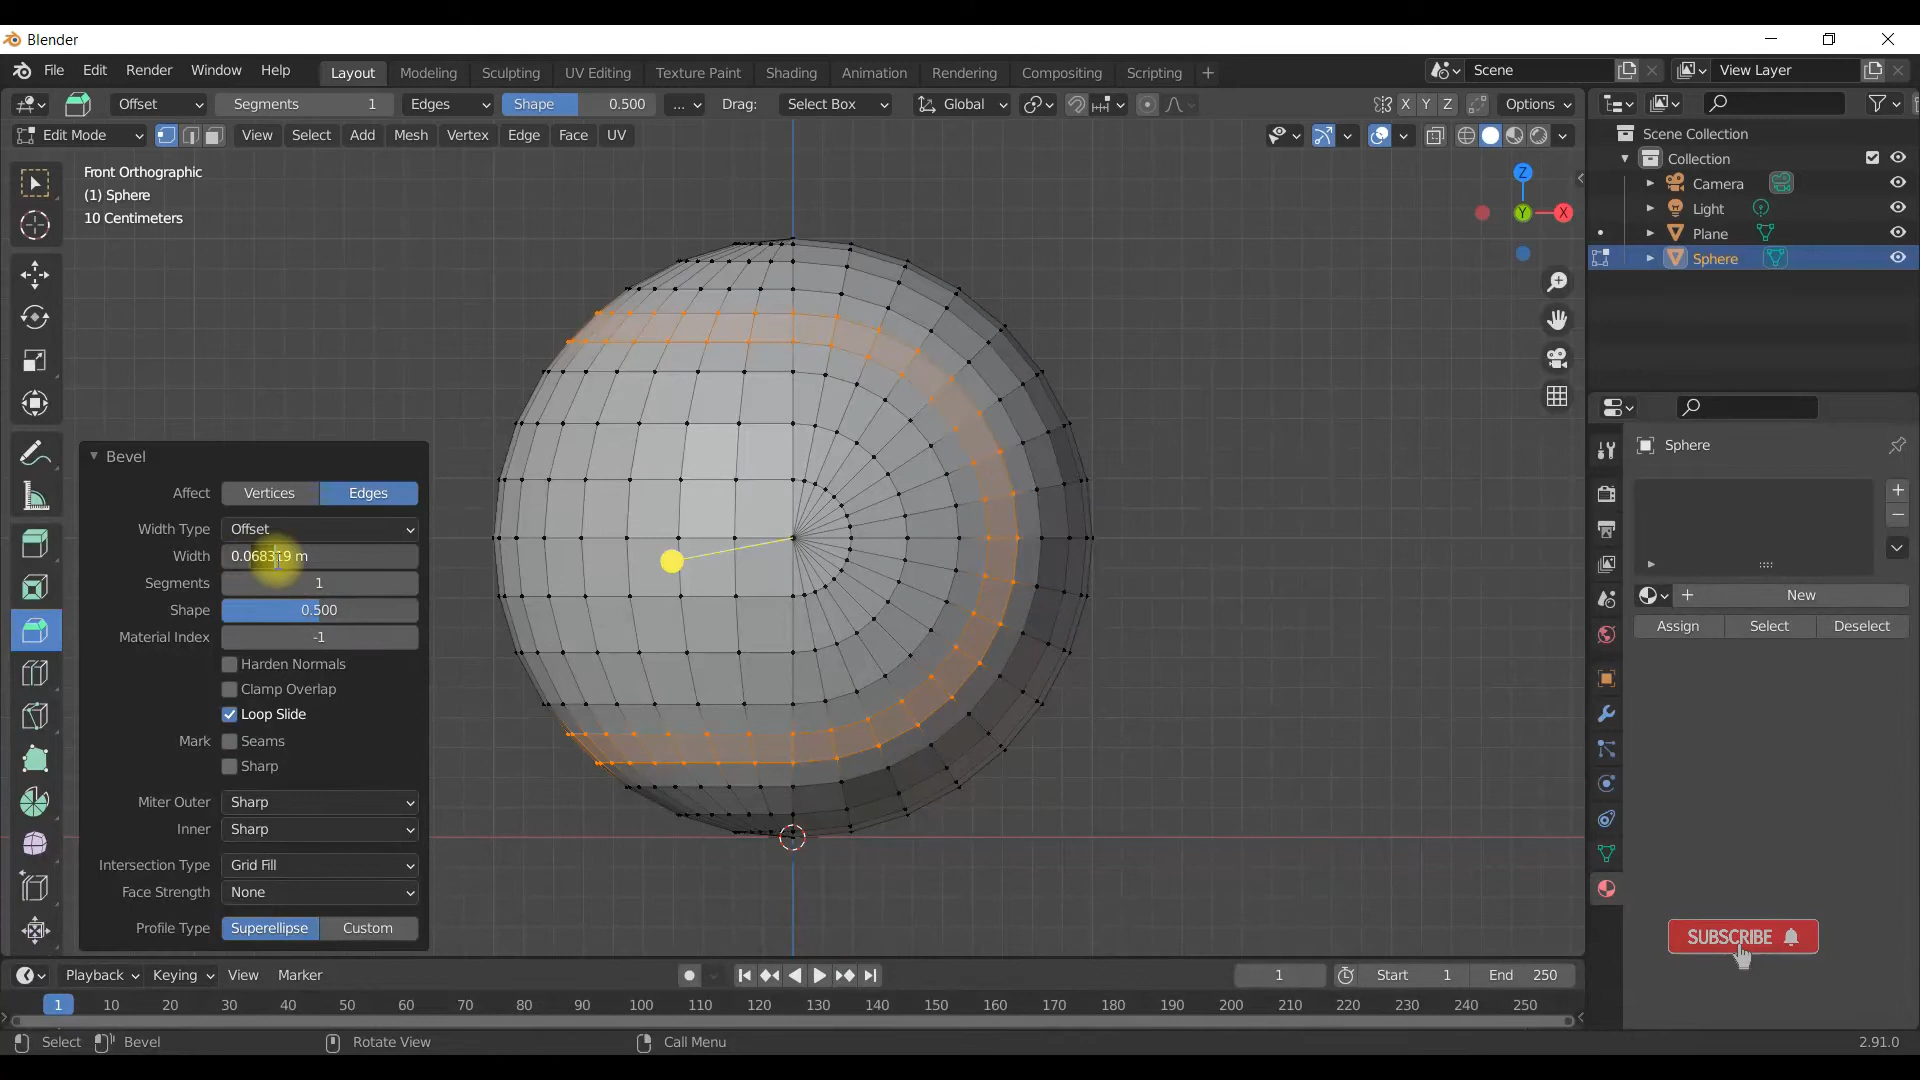 Blender
File Edit Render Window Help Layout Modeling Sculpting UV Editing Texture Paint Shading Animation Rendering Compositing Scripting + Scene View Layer
Offset Segments 1 Edges Shape 0.500 ... Drag: Select Box Global X Y Z Options
Edit Mode View Select Add Mesh Vertex Edge Face UV
Scene Collection
Collection
Camera
Light
Plane
Sphere
Front Orthographic
(1) Sphere
10 Centimeters
Z
Y
X
Bevel
Affect Vertices Edges
Width Type Offset
Width 0.068319 m
Segments 1
Shape 0.500
Material Index -1
Harden Normals
Clamp Overlap
Loop Slide
Mark Seams
Sharp
Miter Outer Sharp
Inner Sharp
Intersection Type Grid Fill
Face Strength None
Profile Type Superellipse Custom
Sphere
+ New
Assign Select Deselect
SUBSCRIBE
Playback Keying View Marker 1 Start 1 End 250
1 10 20 30 40 50 60 70 80 90 100 110 120 130 140 150 160 170 180 190 200 210 220 230 240 250
Select Bevel Rotate View Call Menu 2.91.0